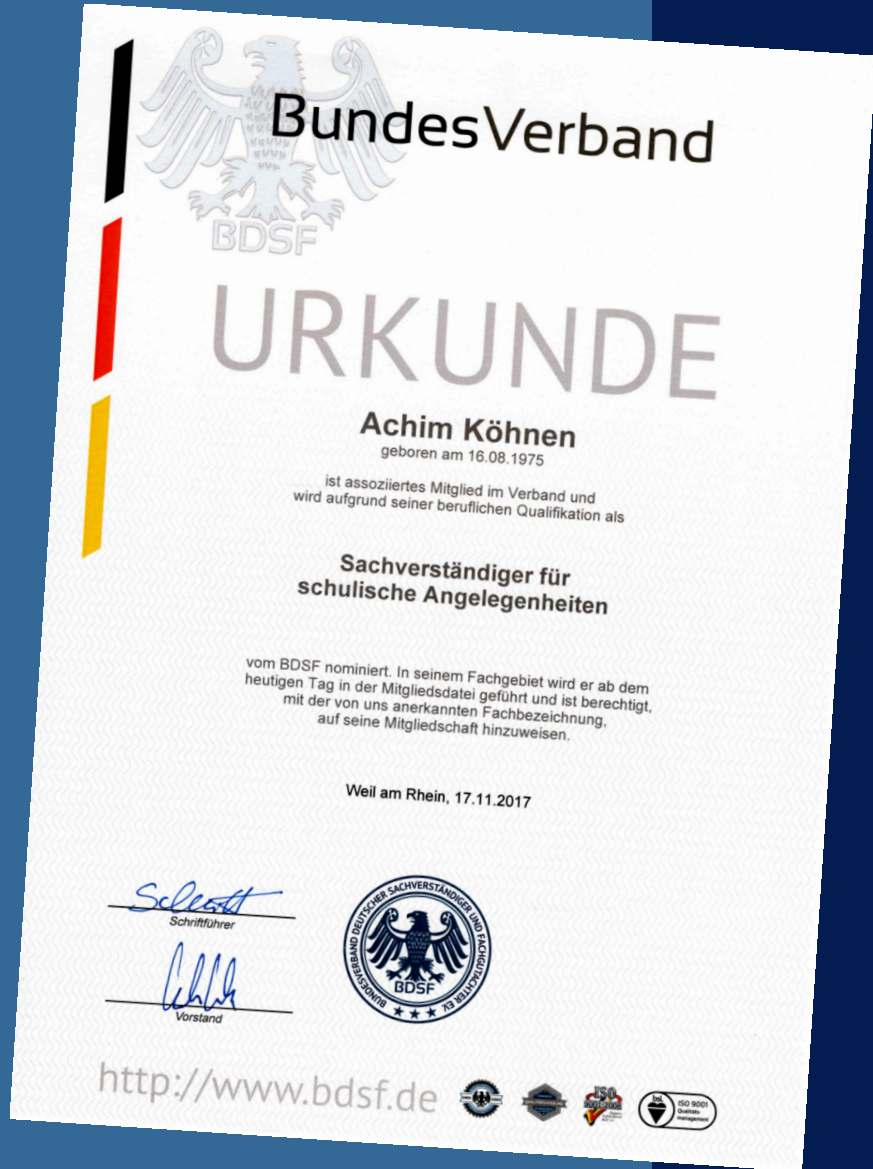 BundesVerband
BDSF
URKUNDE
Achim Köhnen
geboren am 16.08.1975
ist assoziiertes Mitglied im Verband und
wird aufgrund seiner beruflichen Qualifikation als
Sachverständiger für
schulische Angelegenheiten
vom BDSF nominiert. In seinem Fachgebiet wird er ab dem
heutigen Tag in der Mitgliedsdatei geführt und ist berechtigt,
mit der von uns anerkannten Fachbezeichnung,
auf seine Mitgliedschaft hinzuweisen.
Weil am Rhein, 17.11.2017
Schriftführer
Vorstand
BUNDESVERBAND DEUTSCHER SACHVERSTÄNDIGER UND FACHGUTACHTER EV.
BDSF
http://www.bdsf.de
ISO
bsi.
ISO 9001
Qualitäts-
management